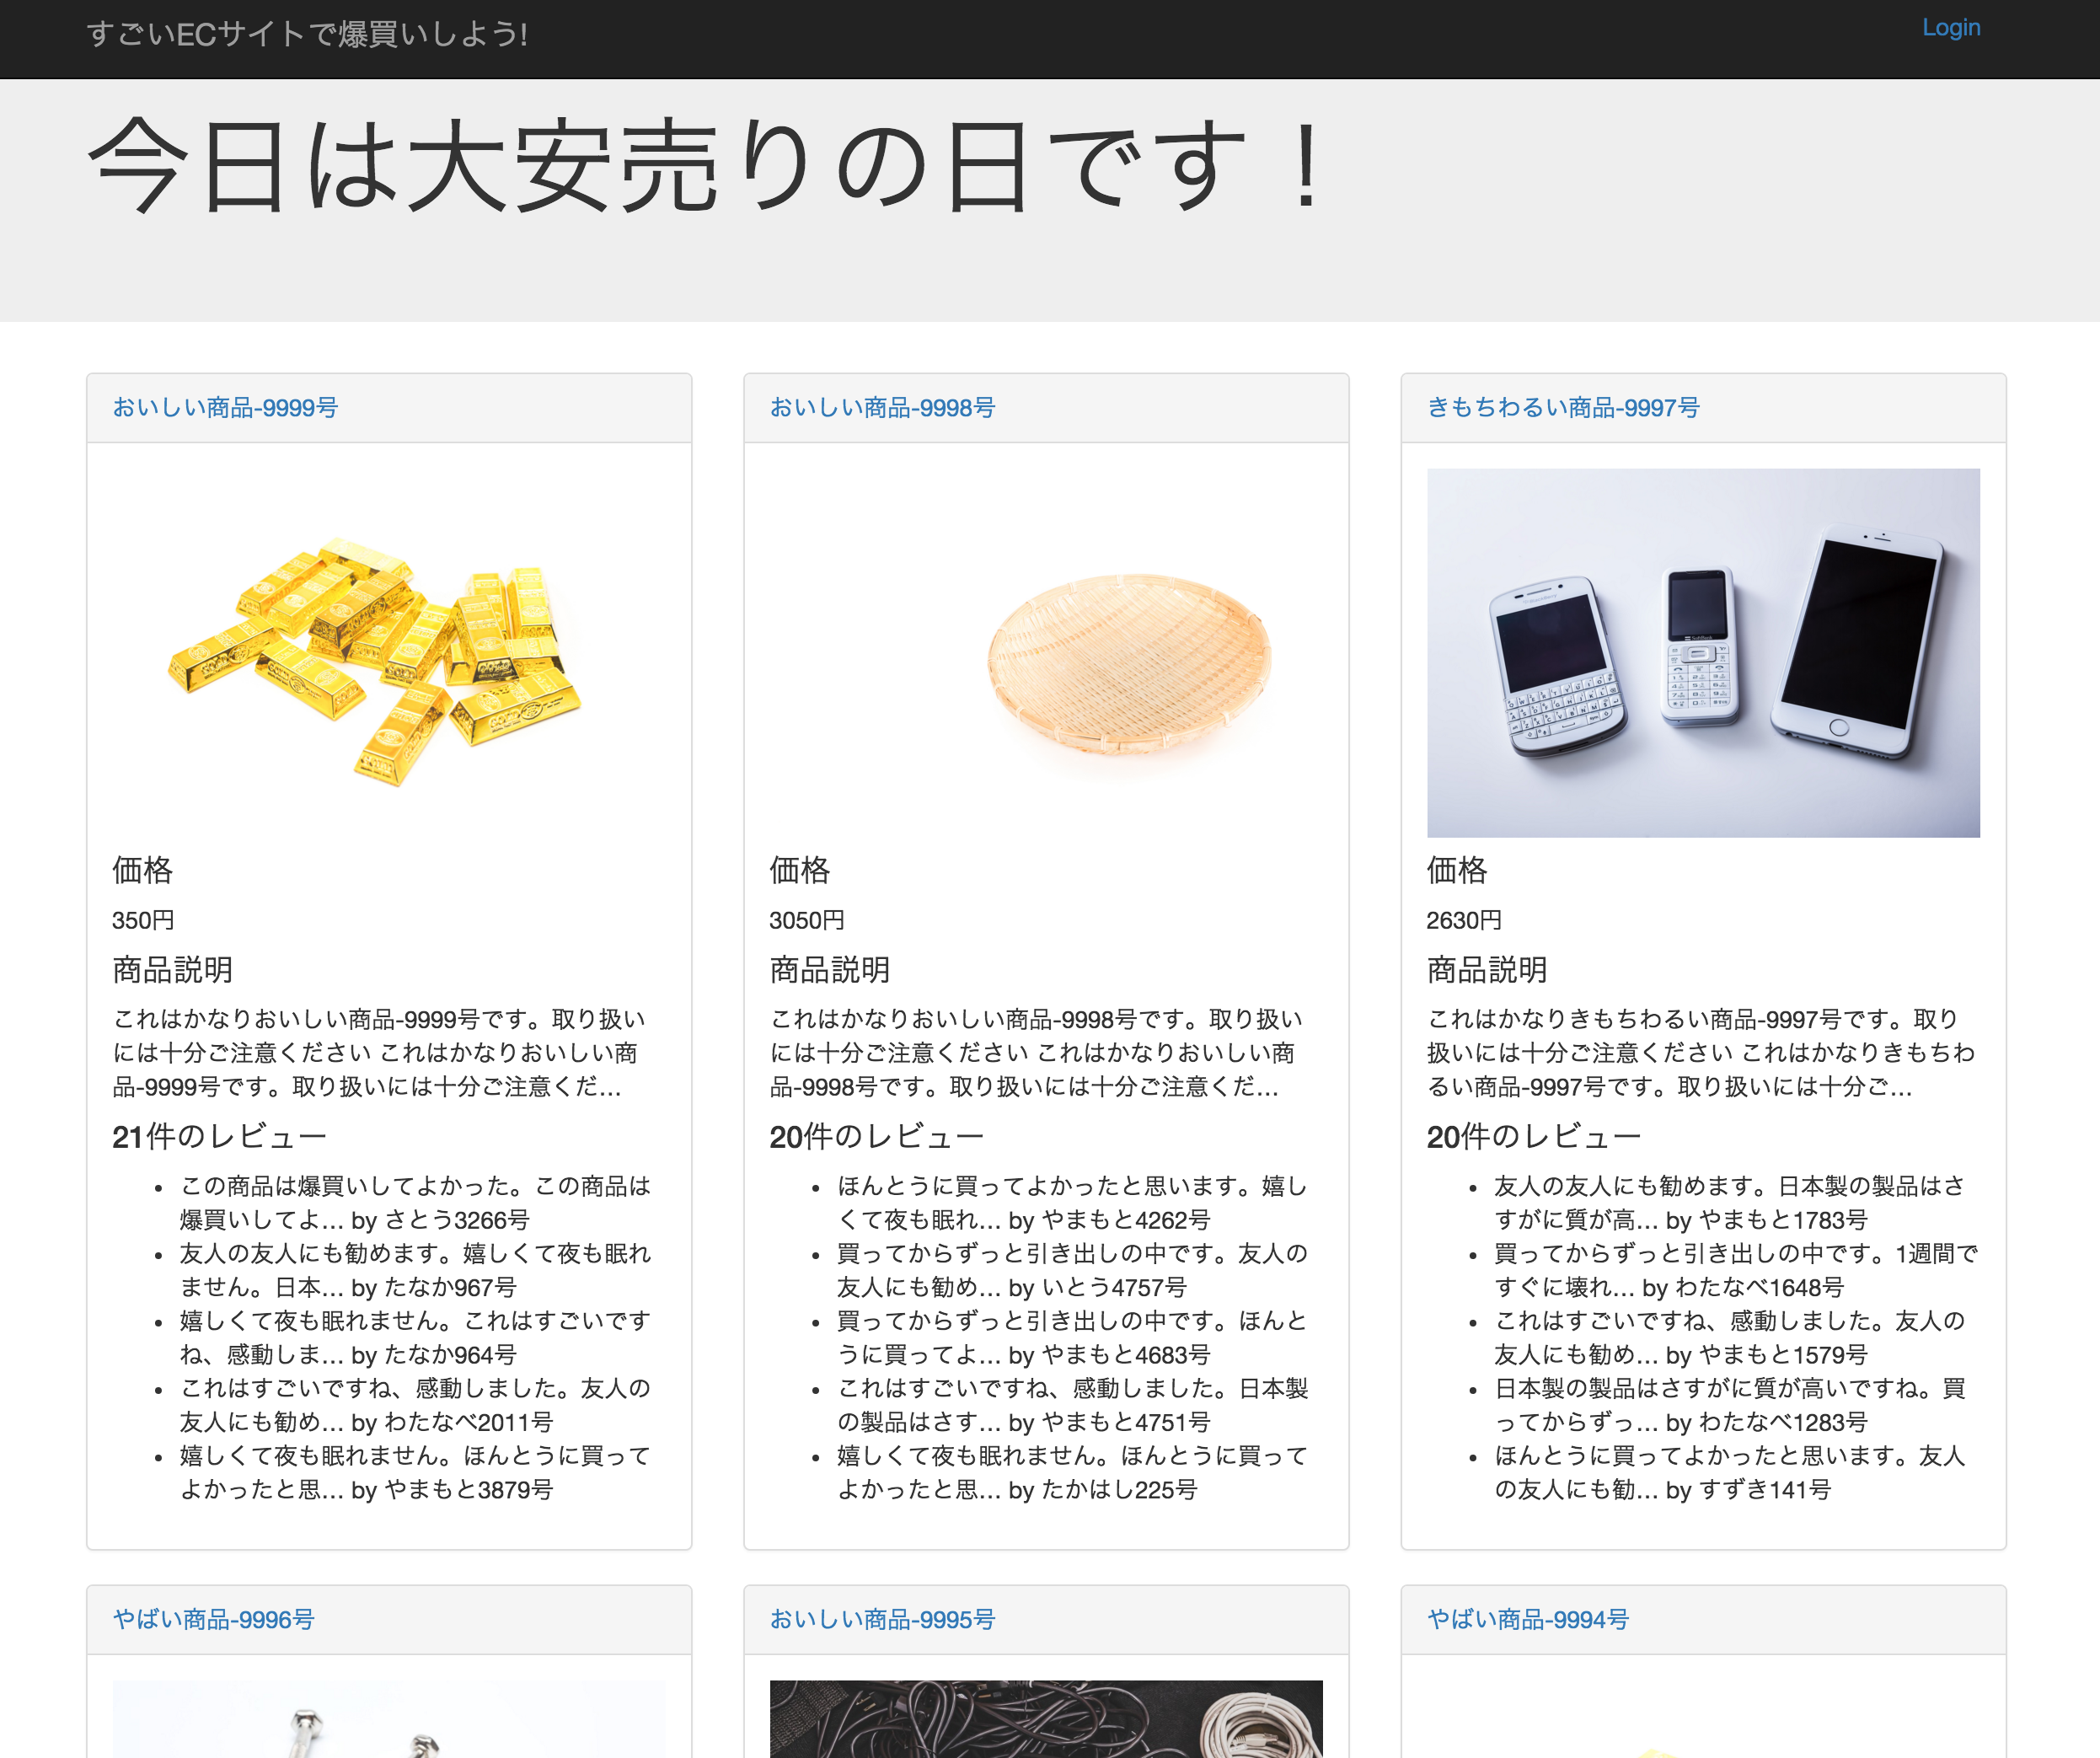 すごいECサイトで爆買いしよう!
Login
今日は大安売りの日です！
おいしい商品-9999号
価格
350円
商品説明
これはかなりおいしい商品-9999号です。取り扱い
には十分ご注意ください これはかなりおいしい商
品-9999号です。取り扱いには十分ご注意くだ...
21件のレビュー
この商品は爆買いしてよかった。この商品は
爆買いしてよ... by さとう3266号
友人の友人にも勧めます。嬉しくて夜も眠れ
ません。日本... by たなか967号
嬉しくて夜も眠れません。これはすごいです
ね、感動しま... by たなか964号
これはすごいですね、感動しました。友人の
友人にも勧め... by わたなべ2011号
嬉しくて夜も眠れません。ほんとうに買って
よかったと思... by やまもと3879号
おいしい商品-9998号
価格
3050円
商品説明
これはかなりおいしい商品-9998号です。取り扱い
には十分ご注意ください これはかなりおいしい商
品-9998号です。取り扱いには十分ご注意くだ...
20件のレビュー
ほんとうに買ってよかったと思います。嬉し
くて夜も眠れ... by やまもと4262号
買ってからずっと引き出しの中です。友人の
友人にも勧め... by いとう4757号
買ってからずっと引き出しの中です。ほんと
うに買ってよ... by やまもと4683号
これはすごいですね、感動しました。日本製
の製品はさす... by やまもと4751号
嬉しくて夜も眠れません。ほんとうに買って
よかったと思... by たかはし225号
きもちわるい商品-9997号
価格
2630円
商品説明
これはかなりきもちわるい商品-9997号です。取り
扱いには十分ご注意ください これはかなりきもちわ
るい商品-9997号です。取り扱いには十分ご...
20件のレビュー
友人の友人にも勧めます。日本製の製品はさ
すがに質が高... by やまもと1783号
買ってからずっと引き出しの中です。1週間で
すぐに壊れ... by わたなべ1648号
これはすごいですね、感動しました。友人の
友人にも勧め... by やまもと1579号
日本製の製品はさすがに質が高いですね。買
ってからずっ... by わたなべ1283号
ほんとうに買ってよかったと思います。友人
の友人にも勧... by すずき141号
やばい商品-9996号
おいしい商品-9995号
やばい商品-9994号